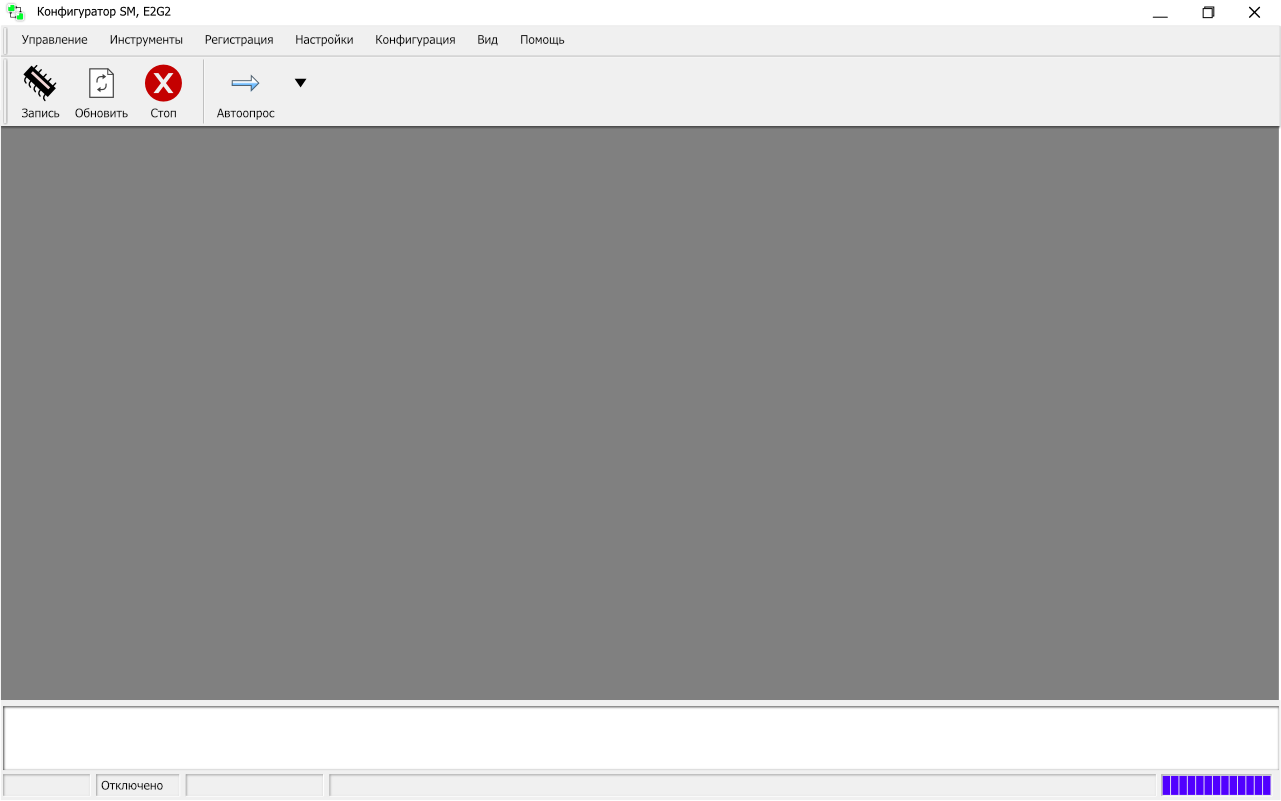 Конфигуратор SM, E2G2
Управление Инструменты Регистрация Настройки Конфигурация Вид Помощь
Запись Обновить Стоп Автоопрос
Отключено